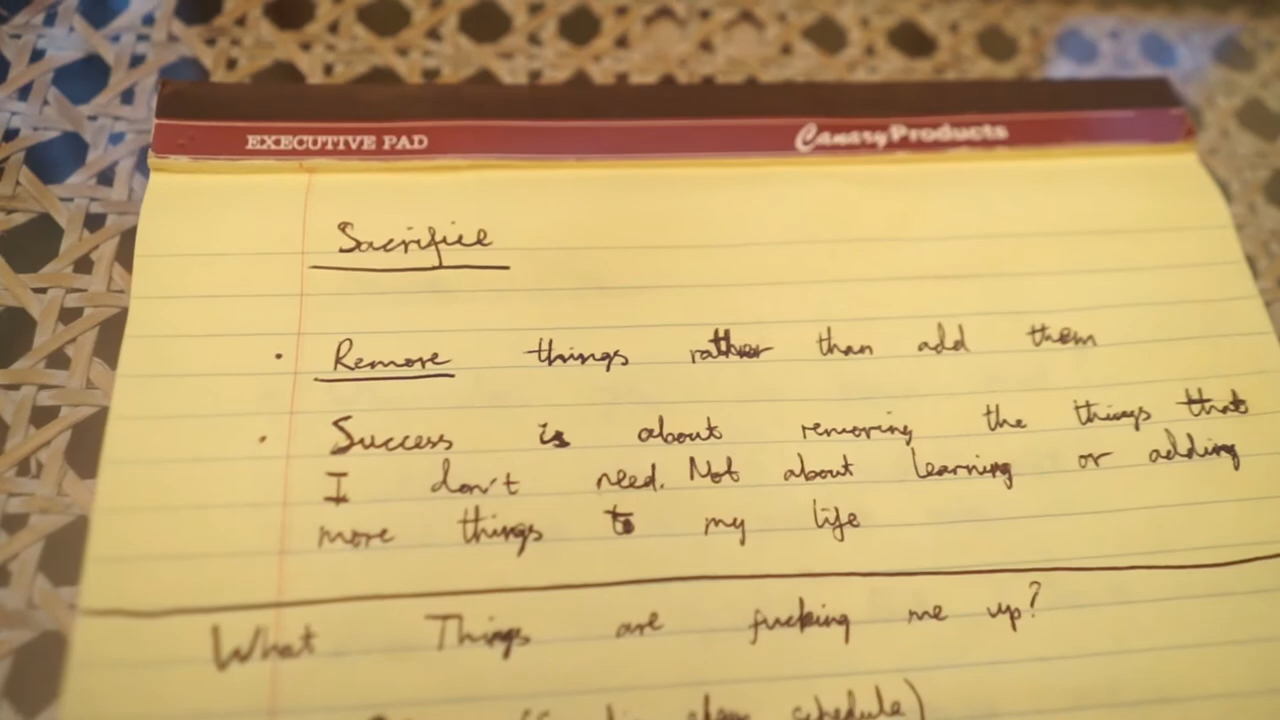 EXECUTIVE PAD
Canary Products
Sacrifice
• Remove things rather than add them
• Success is about removing the things that
I don't need. Not about learning or adding
more things to my life
What Things are fucking me up?
schedule)